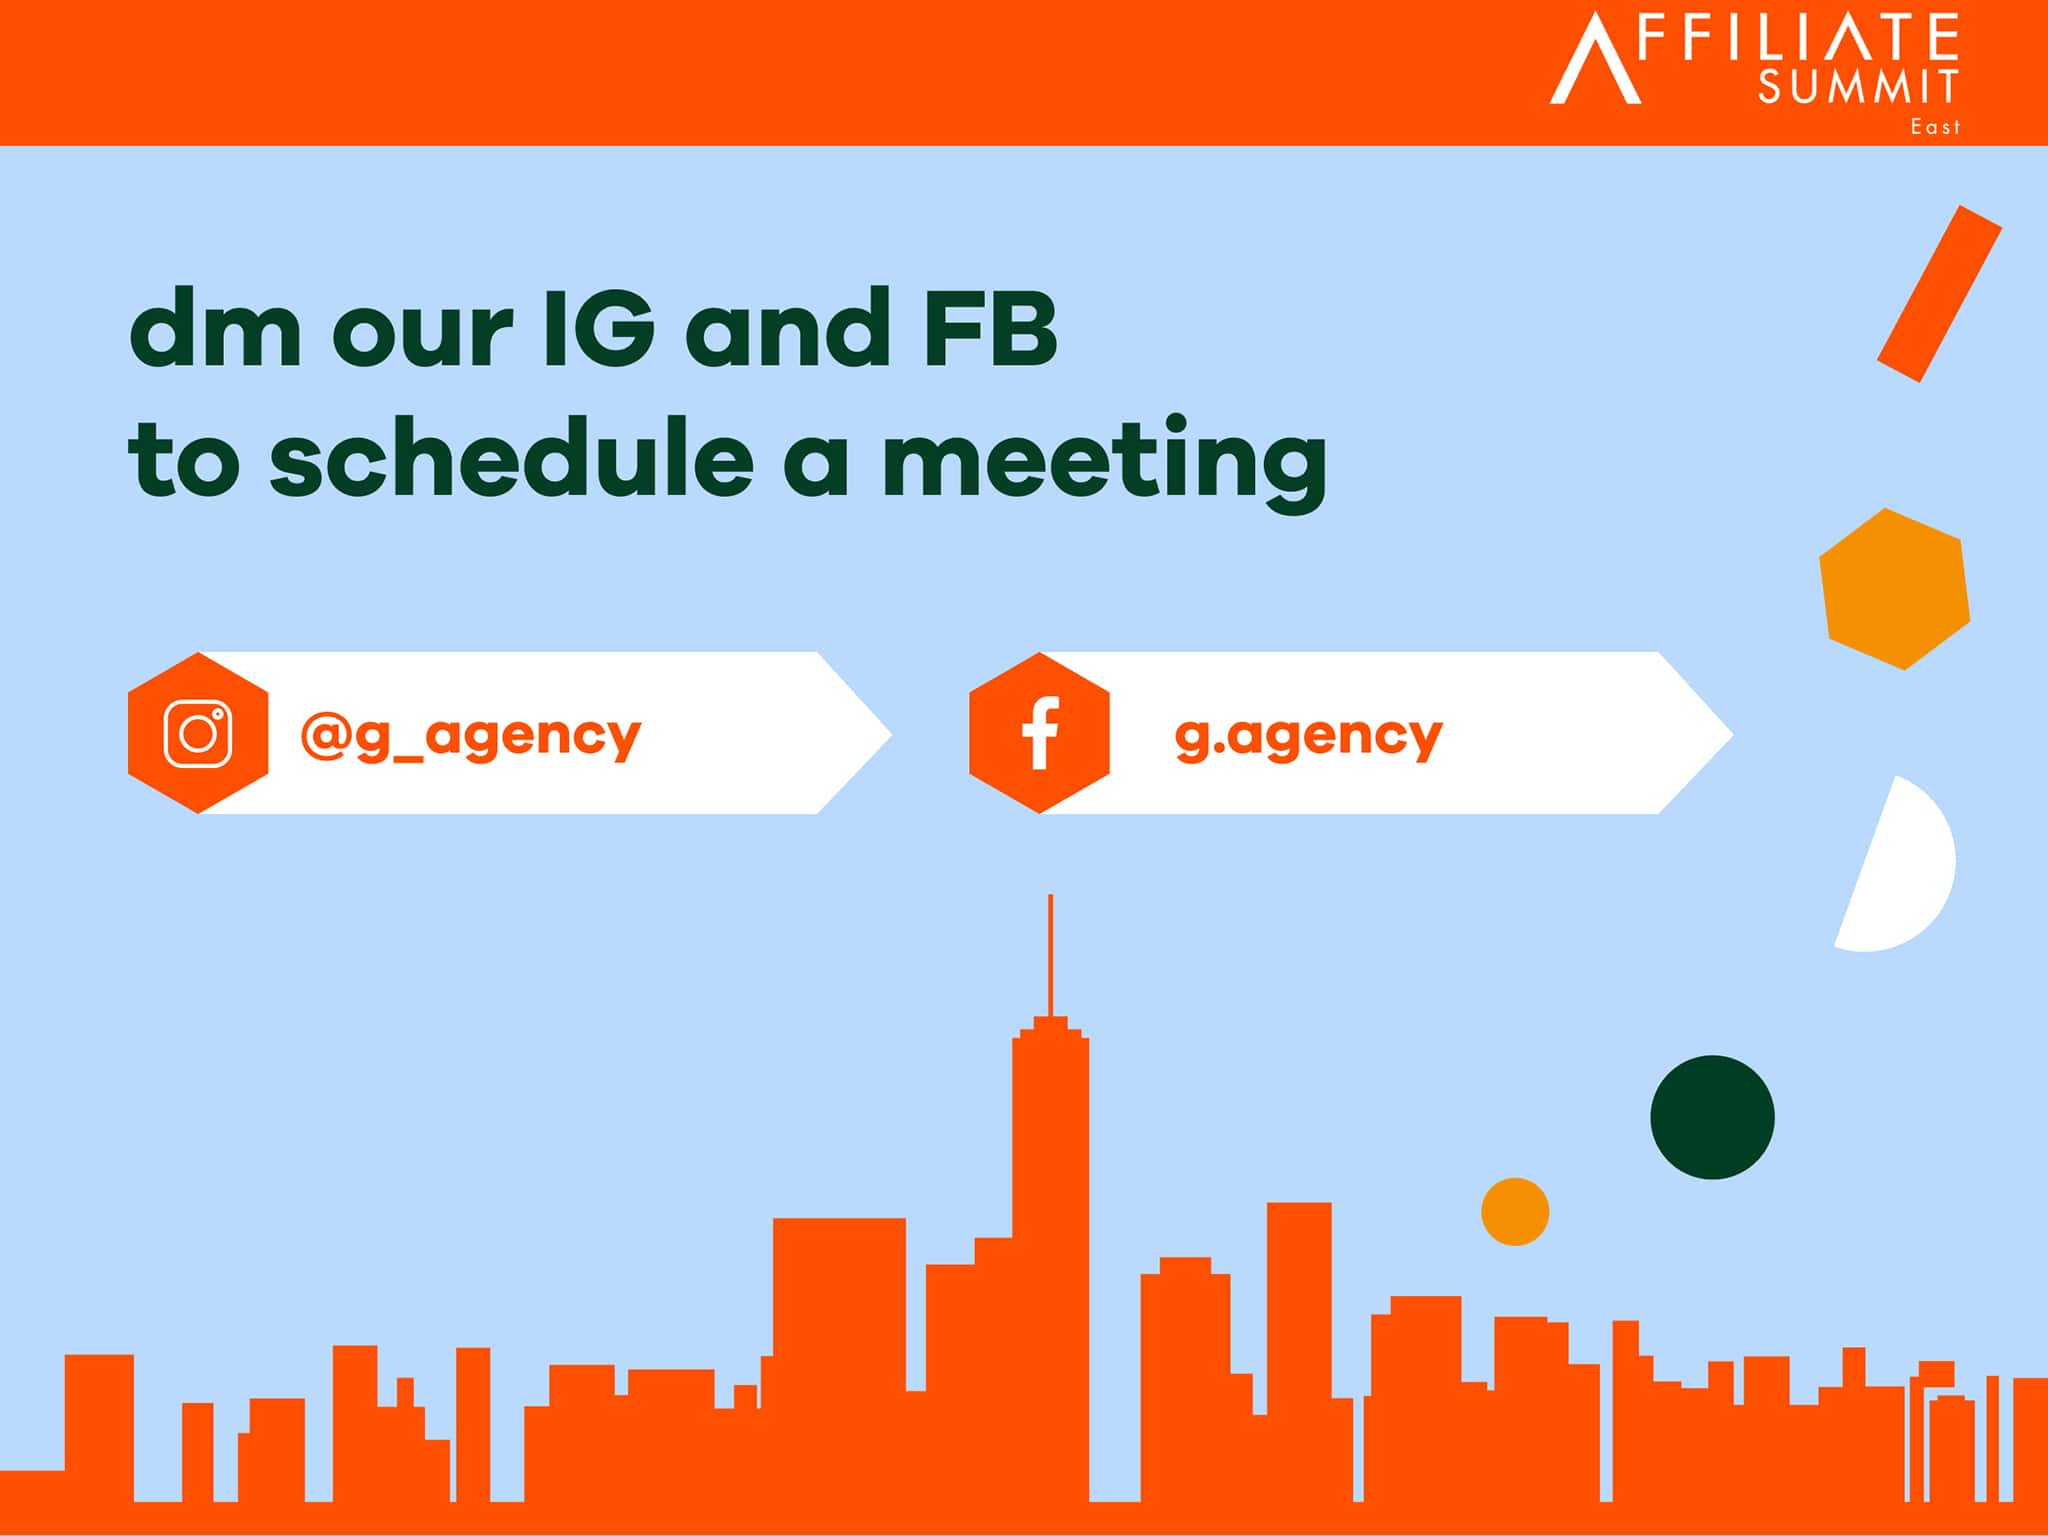 AFFILIATE
SUMMIT
East
dm our IG and FB
to schedule a meeting
@g_agency
g.agency